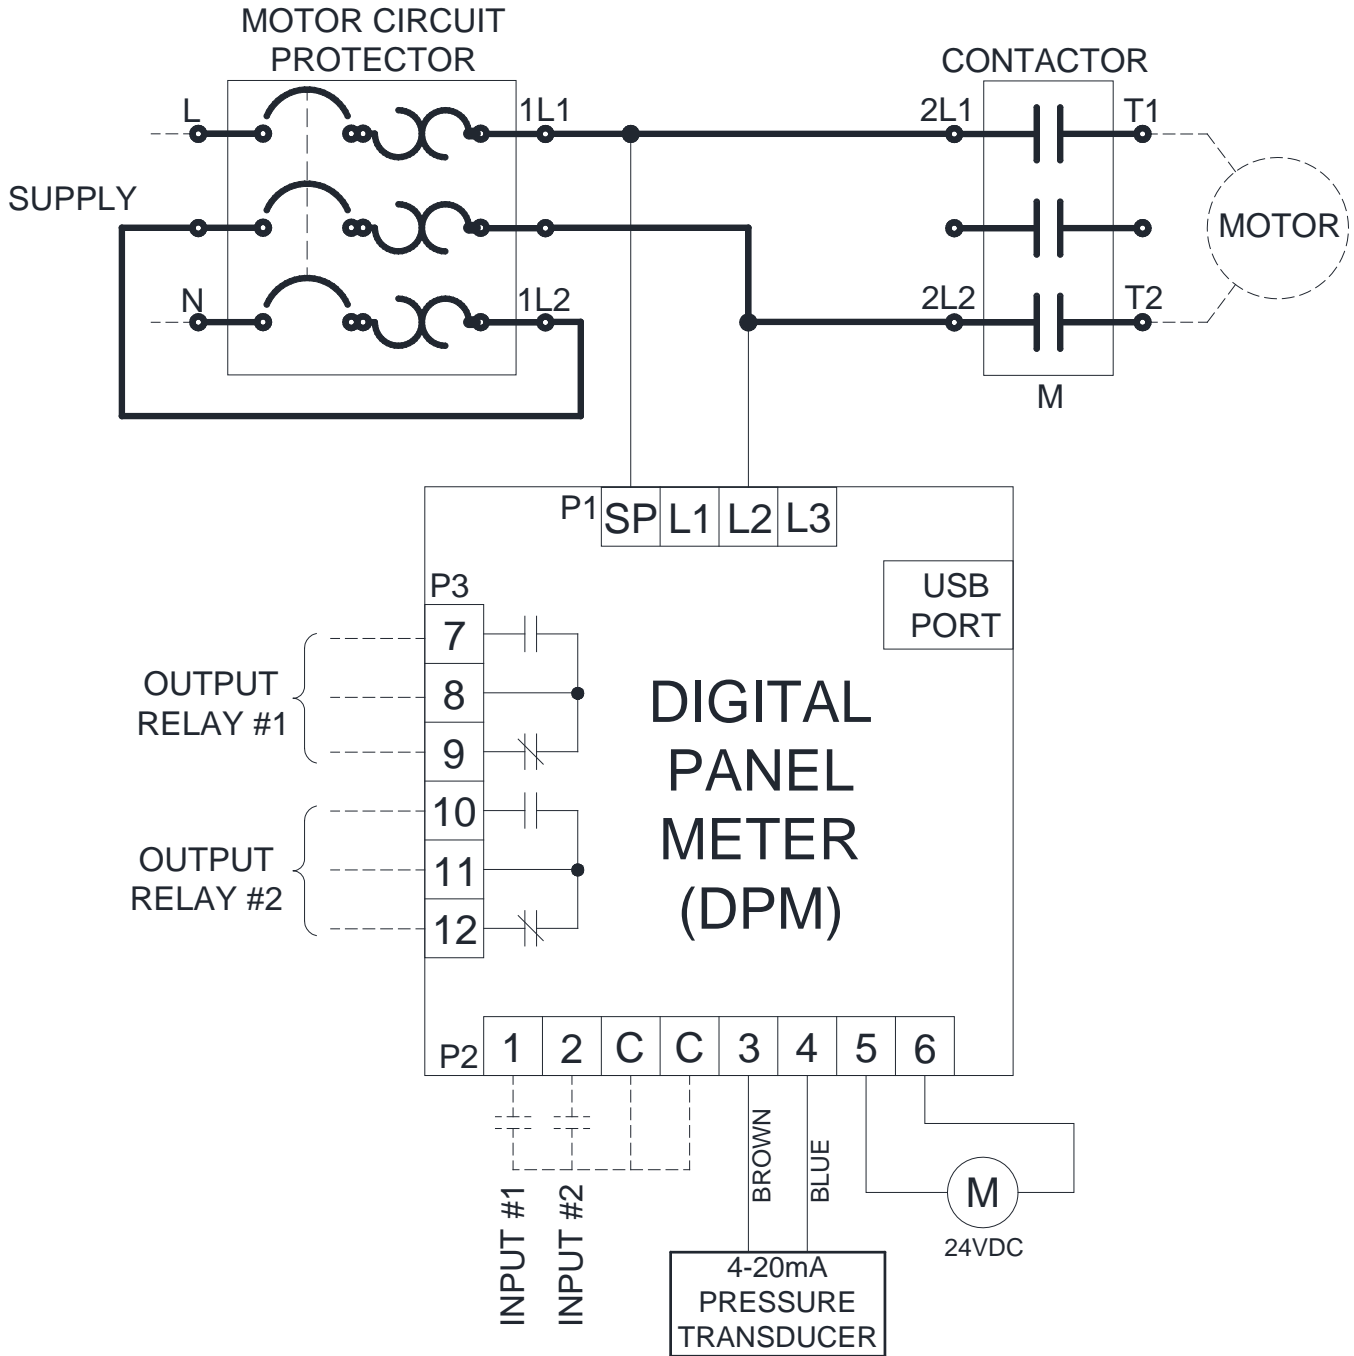 MOTOR CIRCUIT
PROTECTOR
CONTACTOR
L
1L1
2L1
T1
SUPPLY
MOTOR
N
1L2
2L2
T2
M
P1
SP L1 L2 L3
USB
PORT
P3
7
8
9
10
11
12
OUTPUT
RELAY #1
OUTPUT
RELAY #2
DIGITAL
PANEL
METER
(DPM)
P2
1 2 C C 3 4 5 6
INPUT #1
INPUT #2
BROWN
BLUE
M
24VDC
4-20mA
PRESSURE
TRANSDUCER